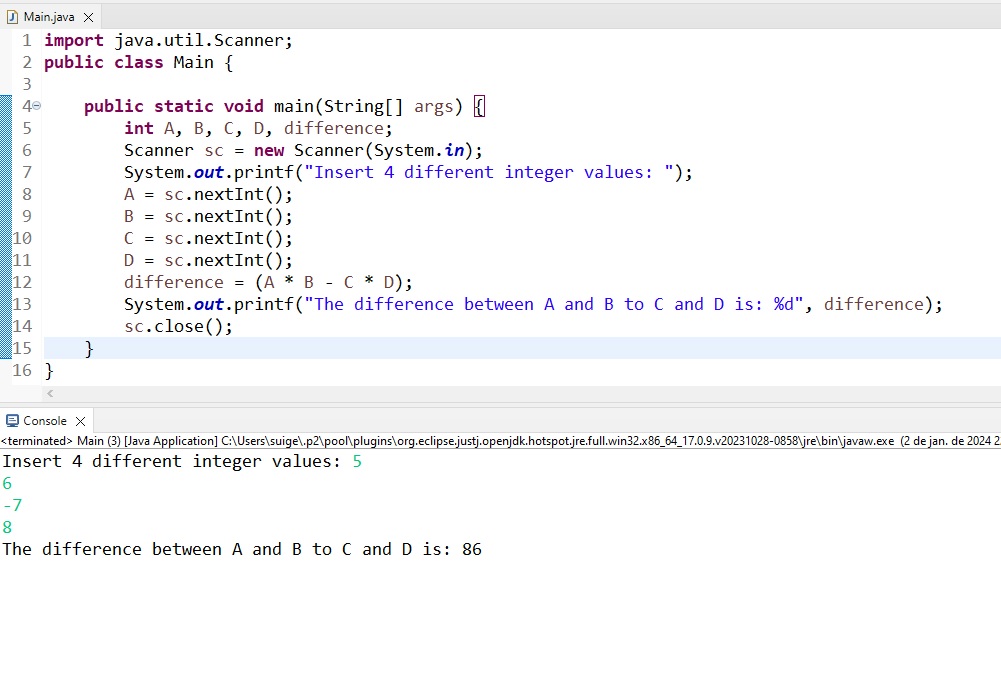 Main.java
1 import java.util.Scanner;
2 public class Main {
3
4 public static void main(String[] args) {
5 int A, B, C, D, difference;
6 Scanner sc = new Scanner(System.in);
7 System.out.printf("Insert 4 different integer values: ");
8 A = sc.nextInt();
9 B = sc.nextInt();
10 C = sc.nextInt();
11 D = sc.nextInt();
12 difference = (A * B - C * D);
13 System.out.printf("The difference between A and B to C and D is: %d", difference);
14 sc.close();
15 }
16 }
Console
<terminated> Main (3) [Java Application] C:\Users\suige\.p2\pool\plugins\org.eclipse.justj.openjdk.hotspot.jre.full.win32.x86_64_17.0.9.v20231028-0858\jre\bin\javaw.exe (2 de jan. de 2024 2
Insert 4 different integer values: 5
6
-7
8
The difference between A and B to C and D is: 86